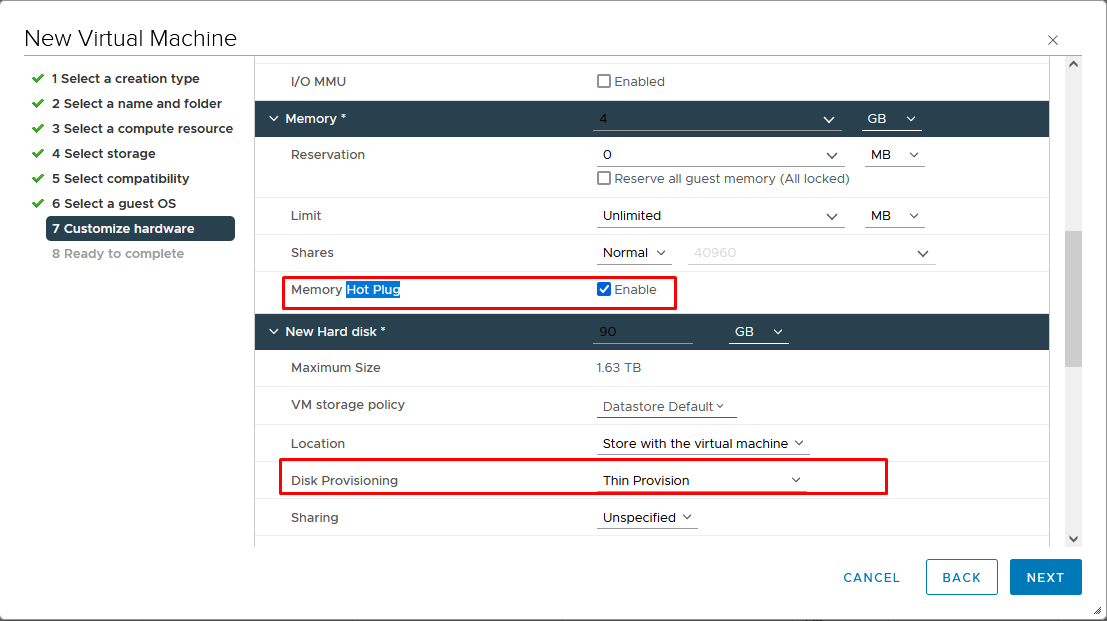 New Virtual Machine
1 Select a creation type
2 Select a name and folder
3 Select a compute resource
4 Select storage
5 Select compatibility
6 Select a guest OS
7 Customize hardware
8 Ready to complete
I/O MMU Enabled
Memory * 4 GB
Reservation 0 MB
Reserve all guest memory (All locked)
Limit Unlimited MB
Shares Normal 40960
Memory Hot Plug Enable
New Hard disk * 90 GB
Maximum Size 1.63 TB
VM storage policy Datastore Default
Location Store with the virtual machine
Disk Provisioning Thin Provision
Sharing Unspecified
CANCEL BACK NEXT